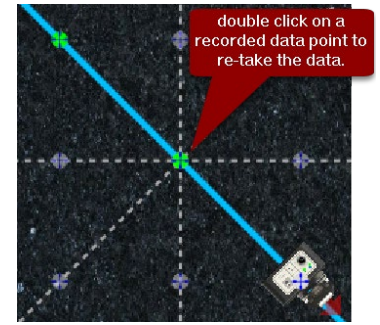 double click on a
recorded data point to
re-take the data.